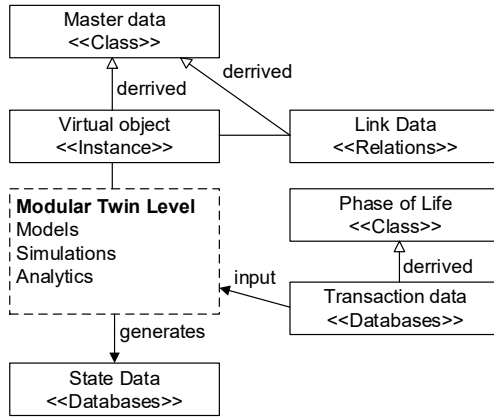 Master data
<<Class>>
derrived
derrived
Virtual object
<<Instance>>
Link Data
<<Relations>>
Modular Twin Level
Models
Simulations
Analytics
Phase of Life
<<Class>>
derrived
input
Transaction data
<<Databases>>
generates
State Data
<<Databases>>